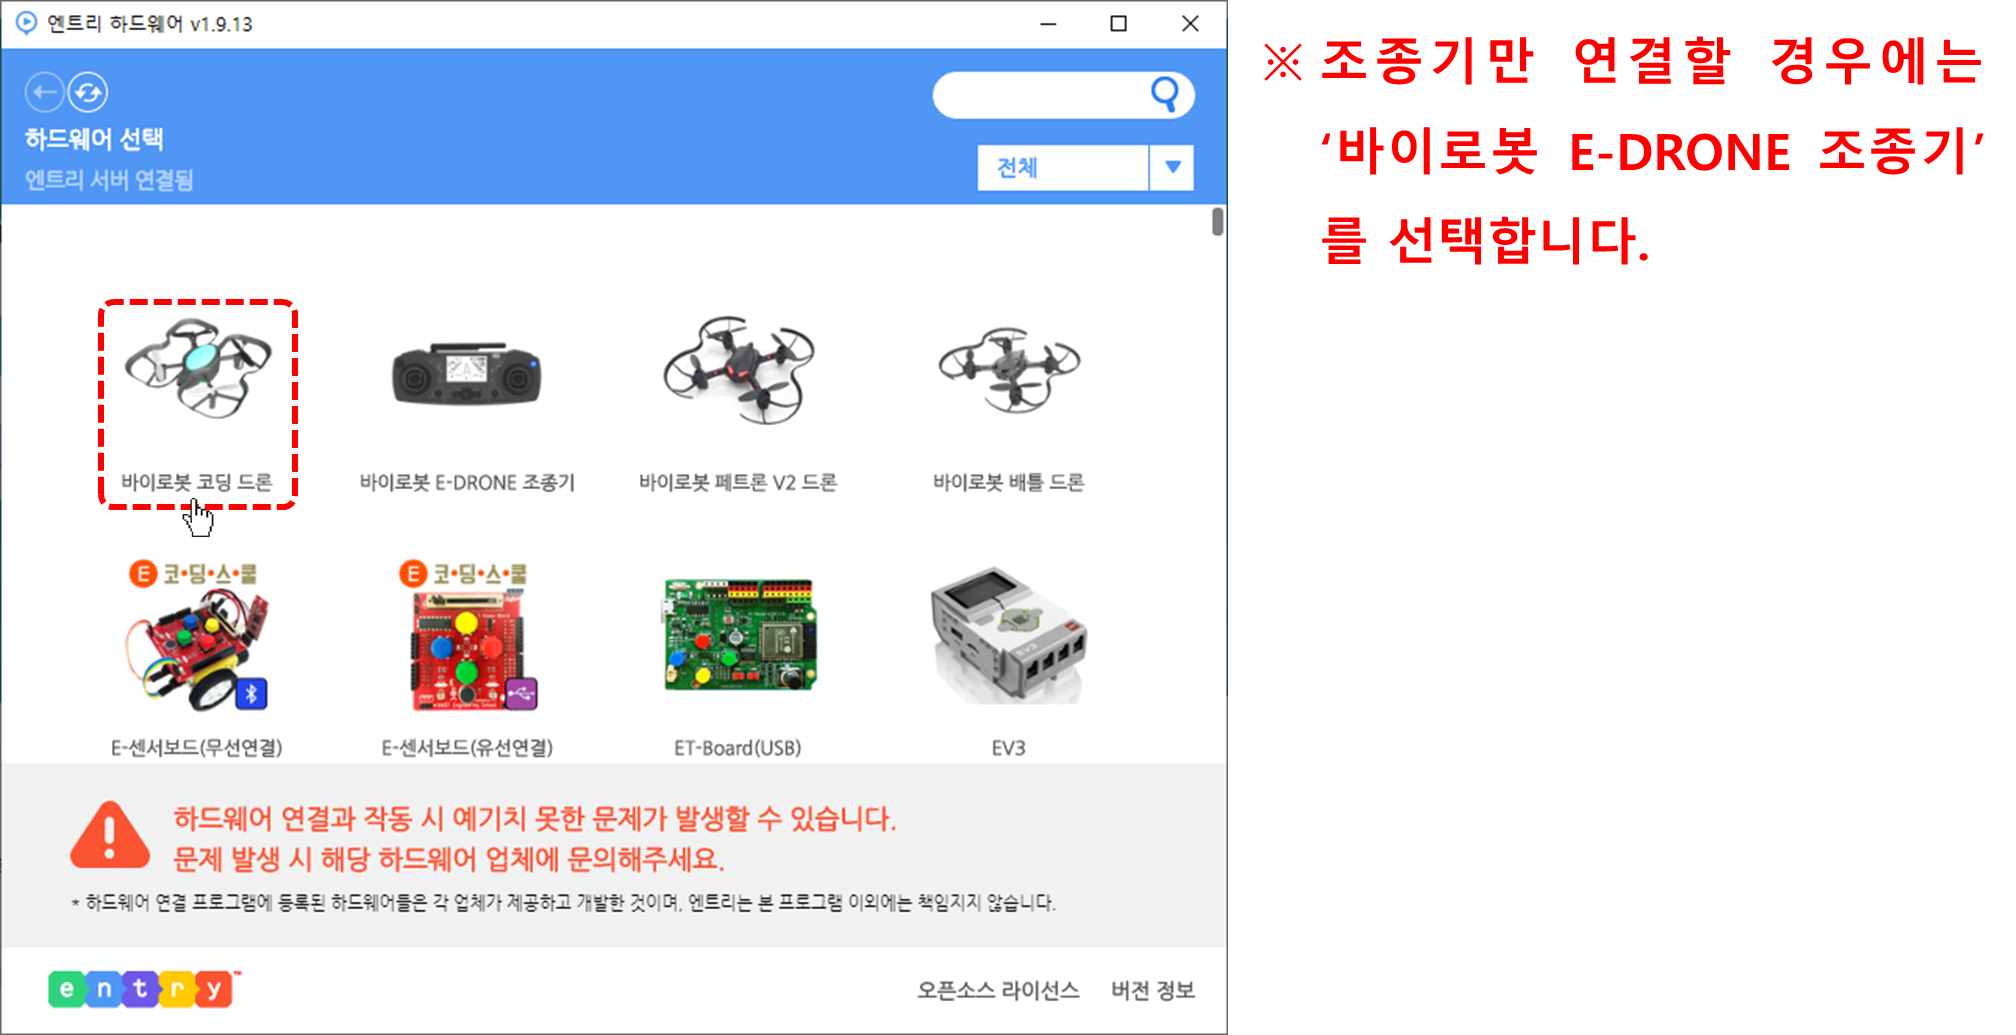 엔트리 하드웨어 v1.9.13
하드웨어 선택
엔트리 서버 연결됨
전체
※ 조종기만 연결할 경우에는
‘바이로봇 E-DRONE 조종기’
를 선택합니다.
바이로봇 코딩 드론
바이로봇 E-DRONE 조종기
바이로봇 페트론 V2 드론
바이로봇 배틀 드론
E 코•딩•스•쿨
E 코•딩•스•쿨
EV3
E-센서보드(무선연결)
E-센서보드(유선연결)
ET-Board(USB)
EV3
하드웨어 연결과 작동 시 예기치 못한 문제가 발생할 수 있습니다.
문제 발생 시 해당 하드웨어 업체에 문의해주세요.
* 하드웨어 연결 프로그램에 등록된 하드웨어들은 각 업체가 제공하고 개발한 것이며, 엔트리는 본 프로그램 이외에는 책임지지 않습니다.
entry™
오픈소스 라이선스
버전 정보